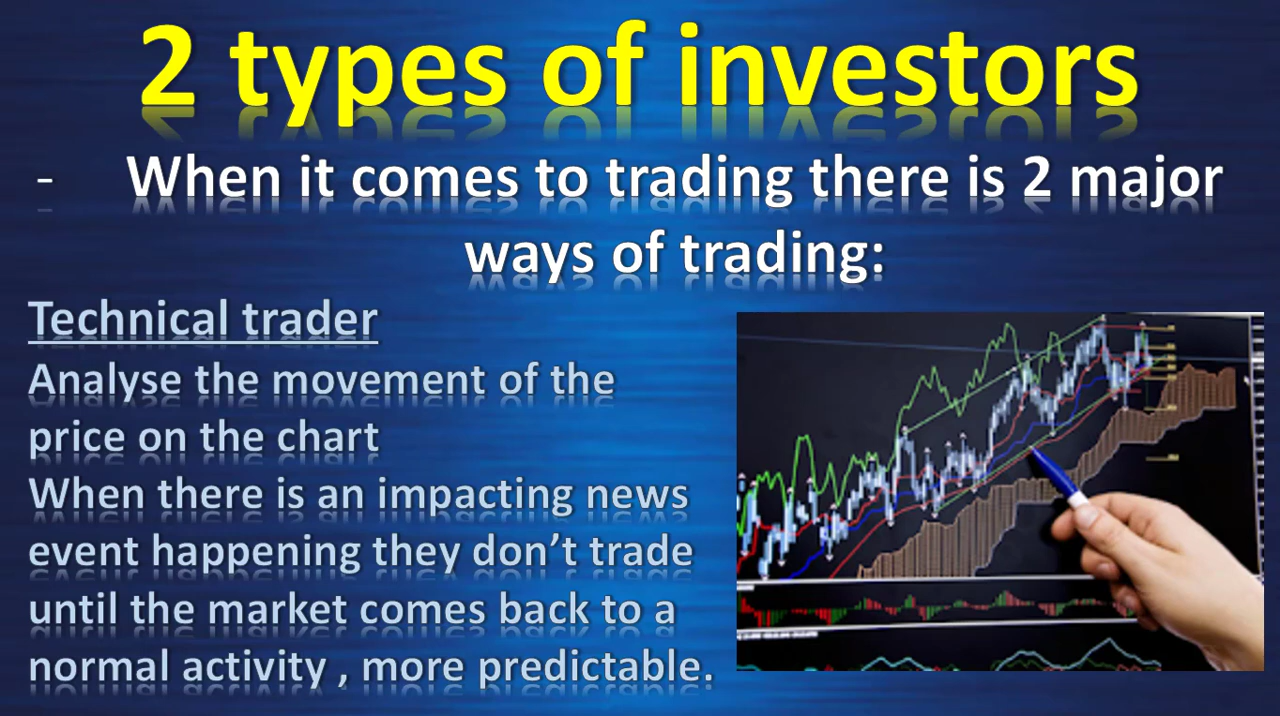 2 types of investors
- When it comes to trading there is 2 major
ways of trading:
Technical trader
Analyse the movement of the
price on the chart
When there is an impacting news
event happening they don’t trade
until the market comes back to a
normal activity , more predictable.